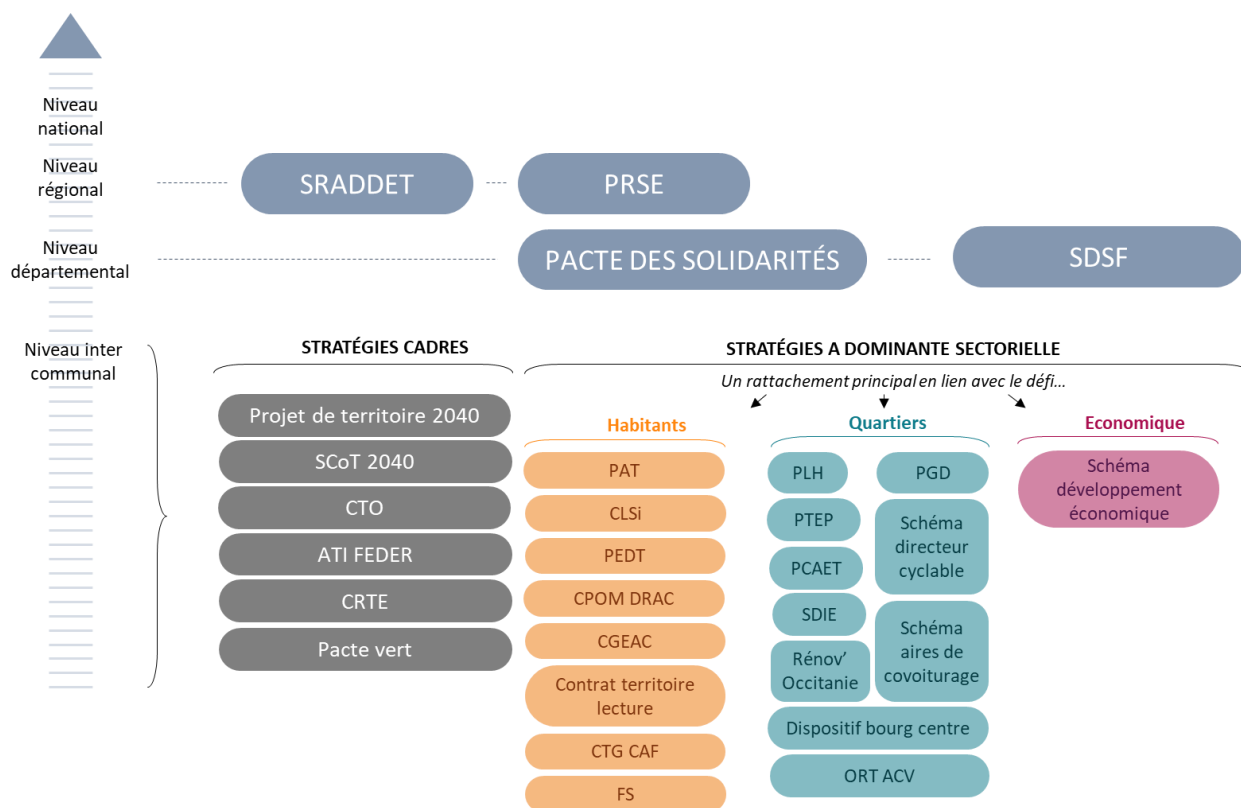 Niveau
national
Niveau
régional
SRADDET
PRSE
Niveau
départemental
PACTE DES SOLIDARITÉS
SDSF
Niveau inter
communal
STRATÉGIES CADRES
Projet de territoire 2040
SCoT 2040
CTO
ATI FEDER
CRTE
Pacte vert
STRATÉGIES A DOMINANTE SECTORIELLE
Un rattachement principal en lien avec le défi...
Habitants
PAT
CLSi
PEDT
CPOM DRAC
CGEAC
Contrat territoire
lecture
CTG CAF
FS
Quartiers
PLH
PTEP
PCAET
SDIE
Rénov'
Occitanie
PGD
Schéma
directeur
cyclable
Schéma
aires de
covoiturage
Dispositif bourg centre
ORT ACV
Economique
Schéma
développement
économique